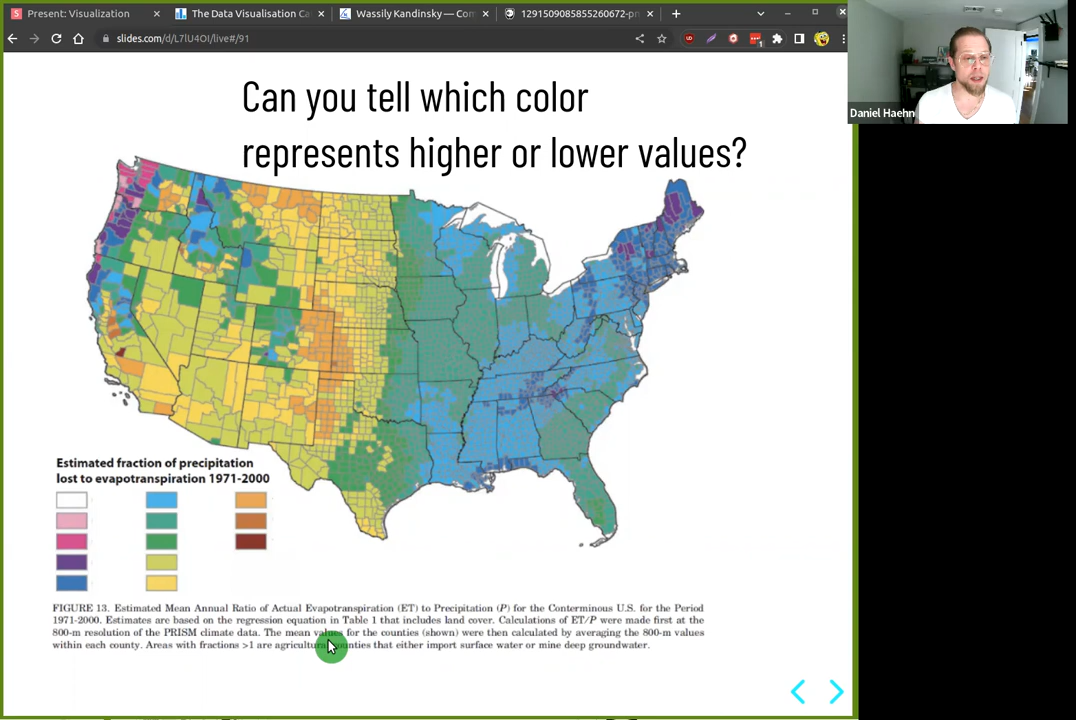 Present: Visualization
The Data Visualisation Ca
Wassily Kandinsky — Com
1291509085855260672-pn
slides.com/d/L7lU4OI/live#/91
Daniel Haehn
Can you tell which color
represents higher or lower values?
Estimated fraction of precipitation
lost to evapotranspiration 1971-2000
FIGURE 13. Estimated Mean Annual Ratio of Actual Evapotranspiration (ET) to Precipitation (P) for the Conterminous U.S. for the Period
1971-2000. Estimates are based on the regression equation in Table 1 that includes land cover. Calculations of ET/P were made first at the
800-m resolution of the PRISM climate data. The mean values for the counties (shown) were then calculated by averaging the 800-m values
within each county. Areas with fractions >1 are agricultural counties that either import surface water or mine deep groundwater.